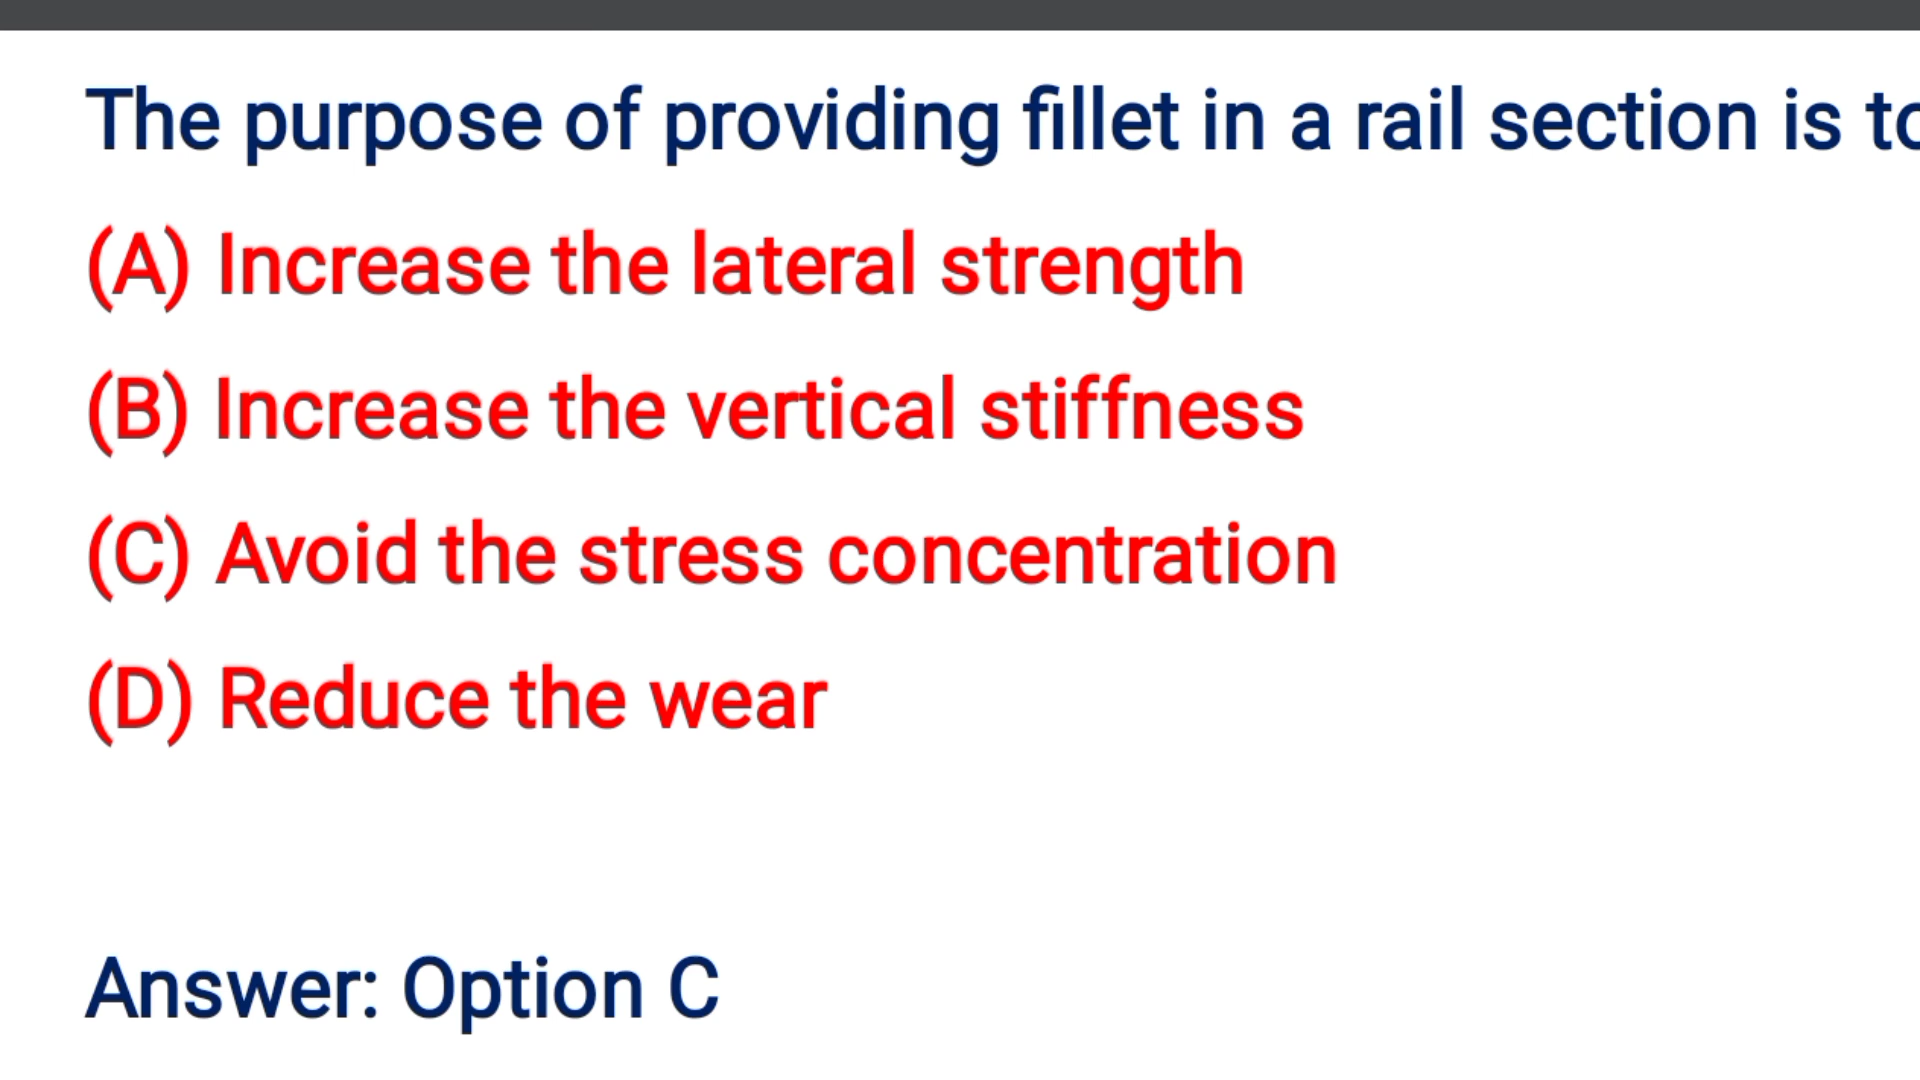 The purpose of providing fillet in a rail section is to
(A) Increase the lateral strength
(B) Increase the vertical stiffness
(C) Avoid the stress concentration
(D) Reduce the wear
Answer: Option C